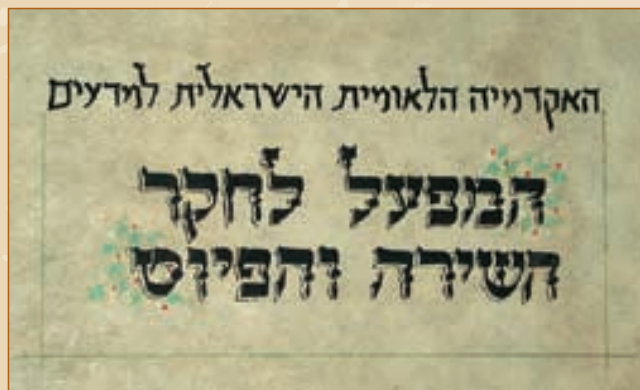 האקדמיה הלאומית הישראלית למדעים
המפעל לחקר
השירה והפיוט